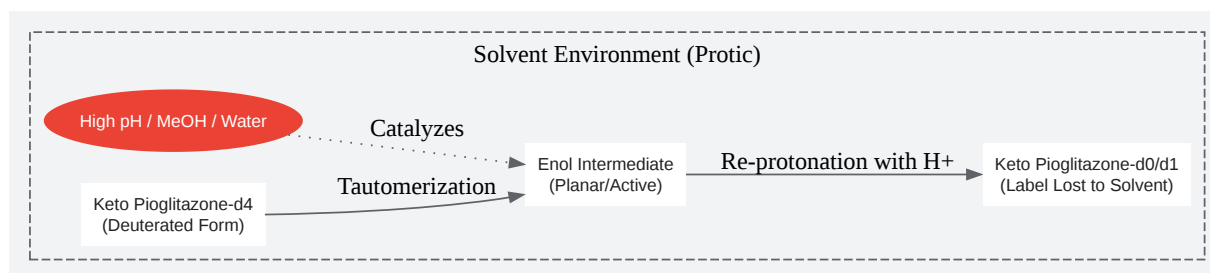 Solvent Environment (Protic)
High pH / MeOH / Water
Catalyzes
Enol Intermediate
(Planar/Active)
Re-protonation with H+
Keto Pioglitazone-d0/d1
(Label Lost to Solvent)
Tautomerization
Keto Pioglitazone-d4
(Deuterated Form)